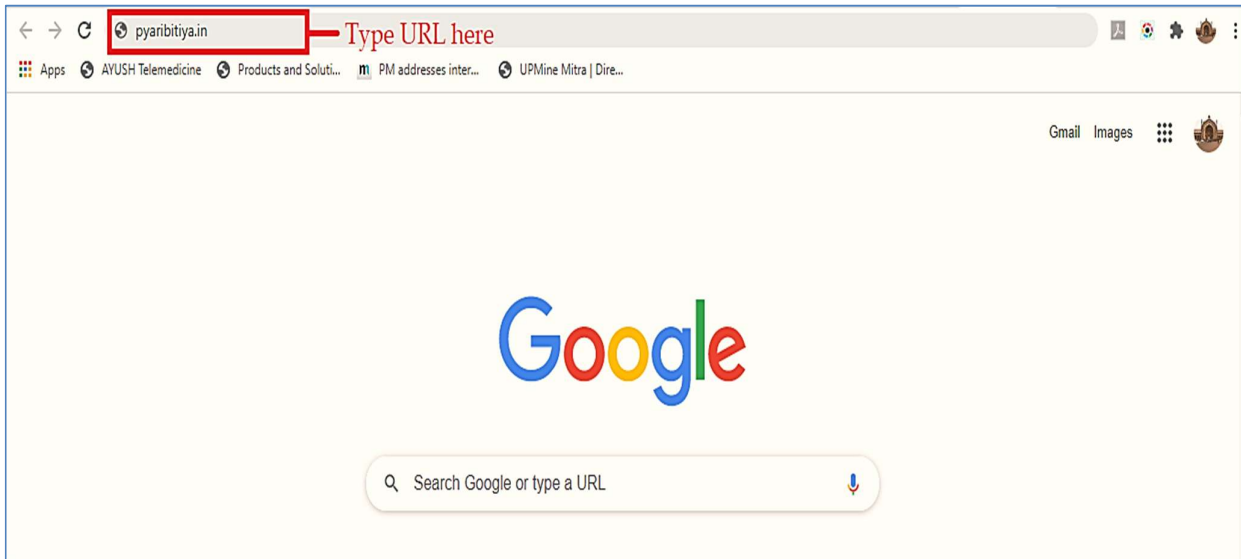 pyaribitiya.in Type URL here
Apps AYUSH Telemedicine Products and Soluti... m PM addresses inter... UPMine Mitra | Dire...
Gmail Images
Google
Search Google or type a URL